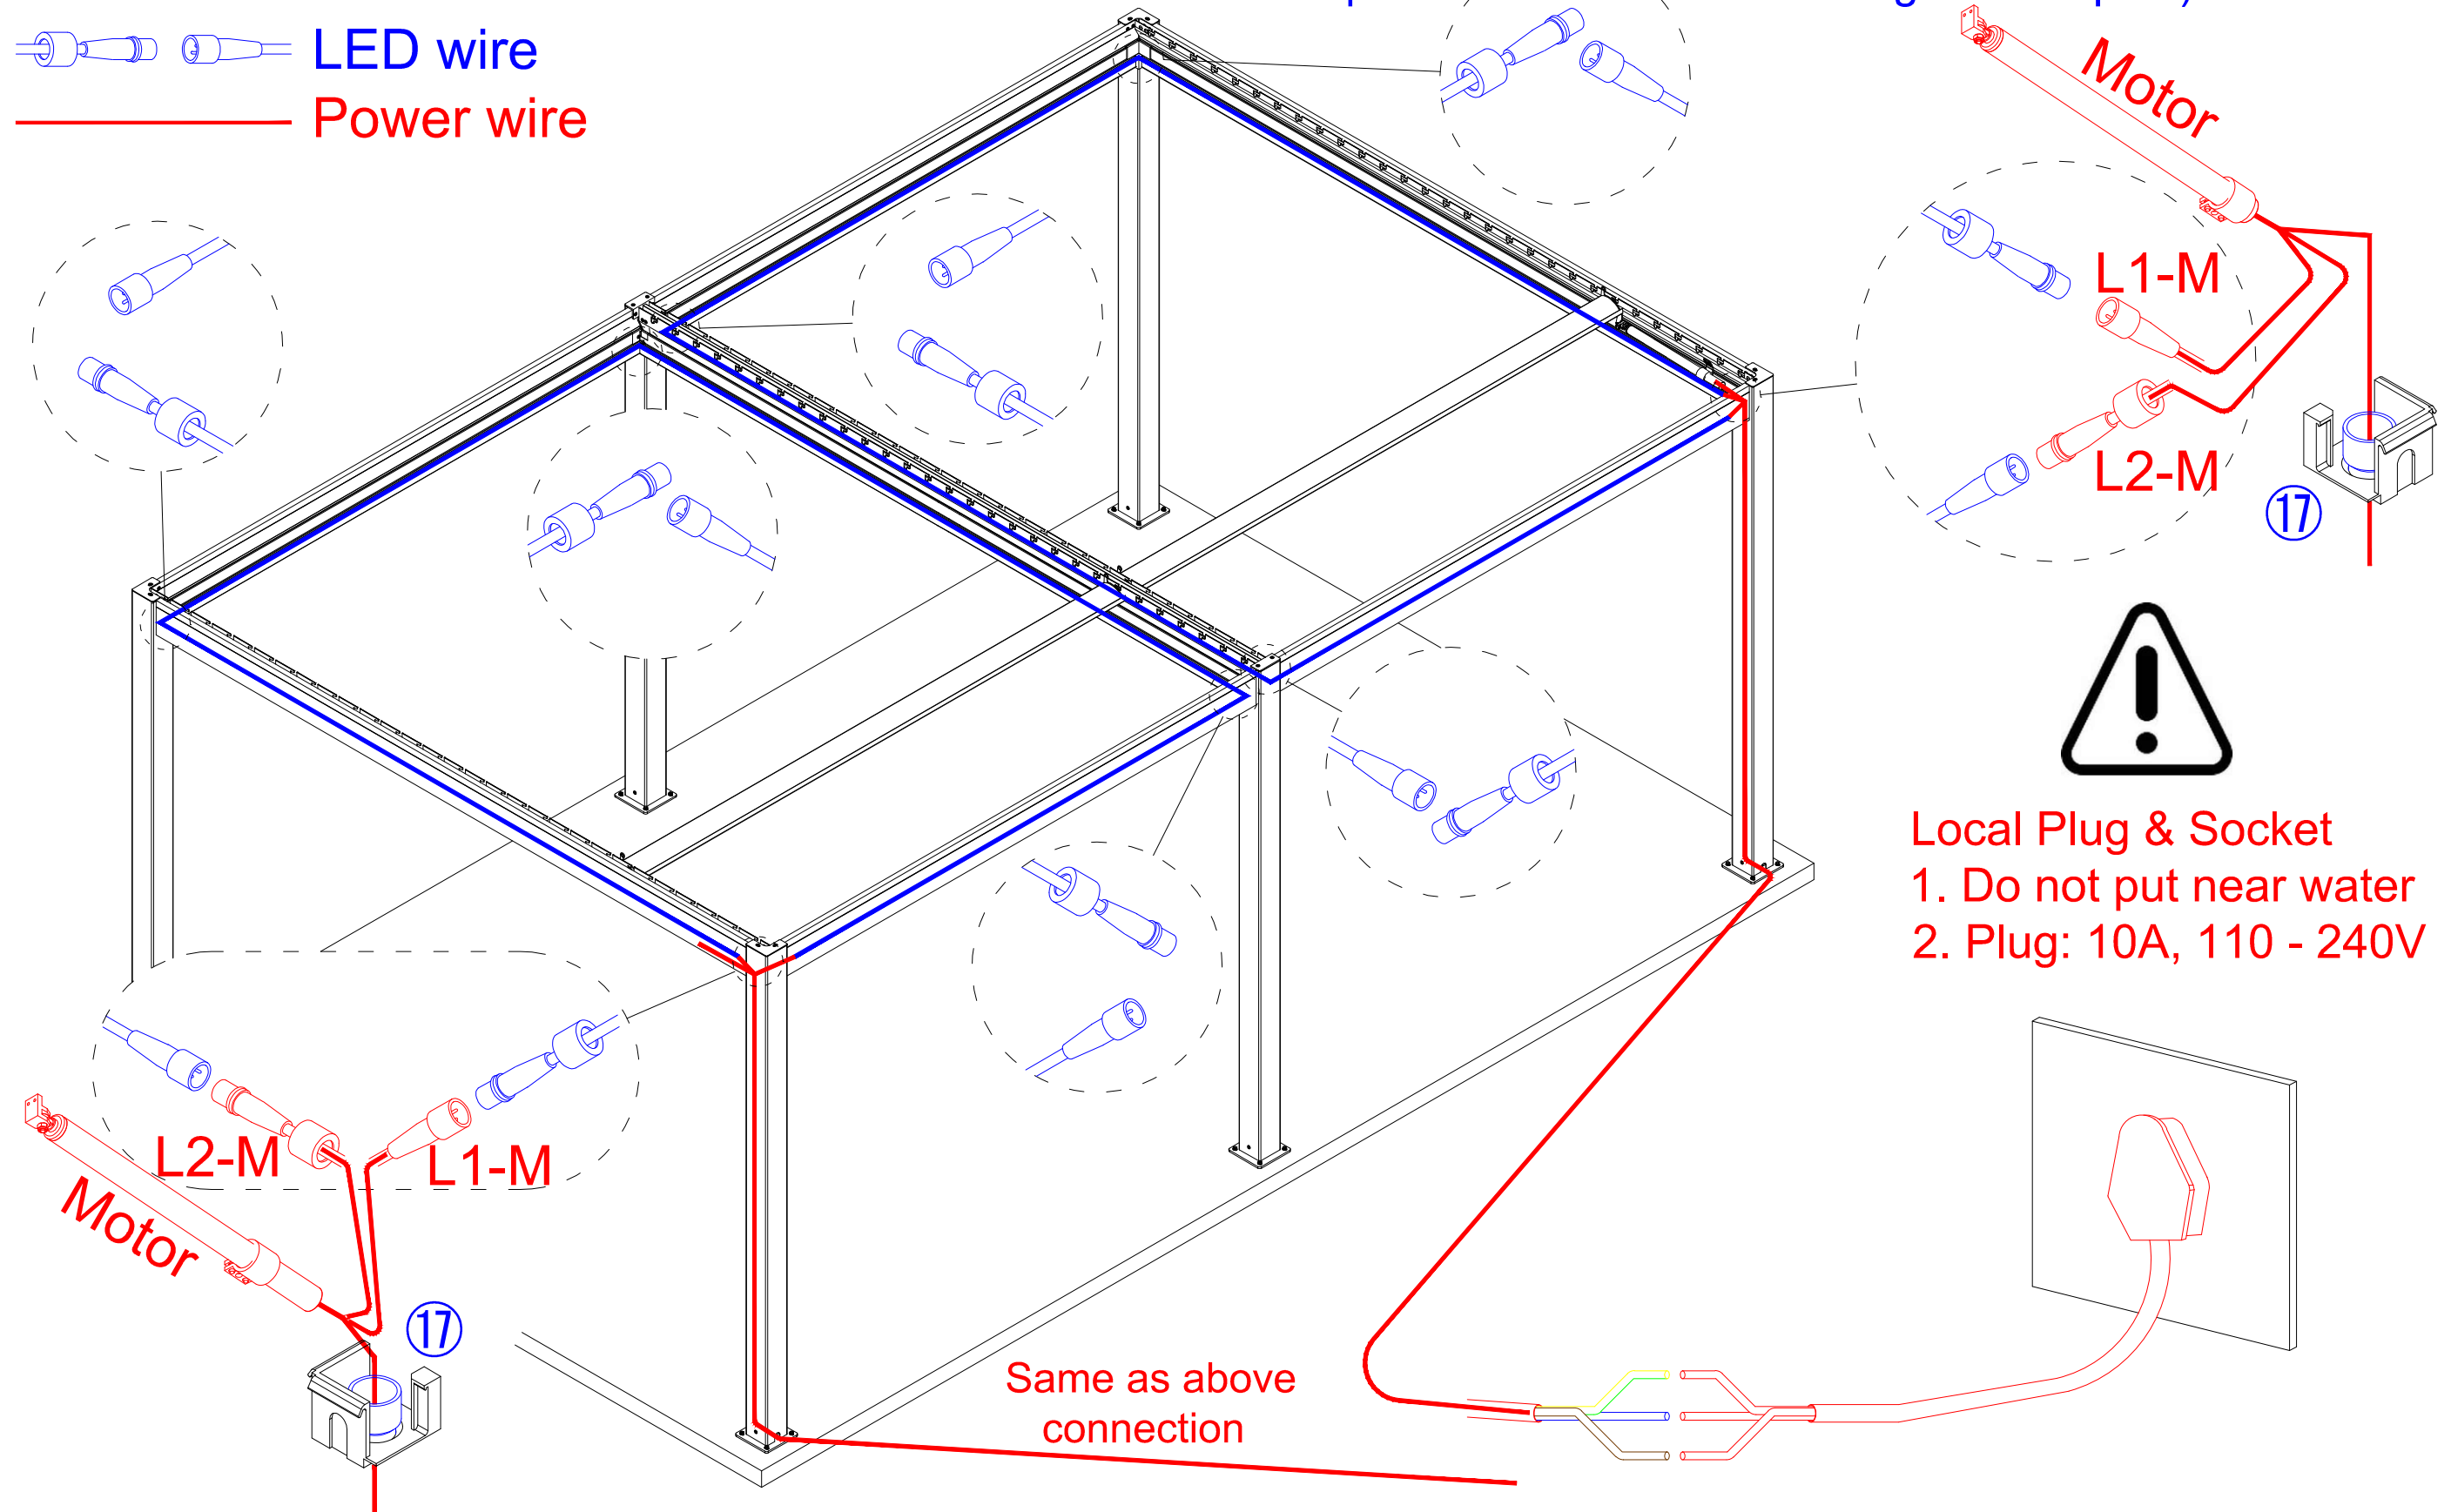 LED wire
Power wire
Motor
L1-M
L2-M
17
Local Plug & Socket
1. Do not put near water
2. Plug: 10A, 110 - 240V
L2-M
L1-M
Motor
17
Same as above
connection